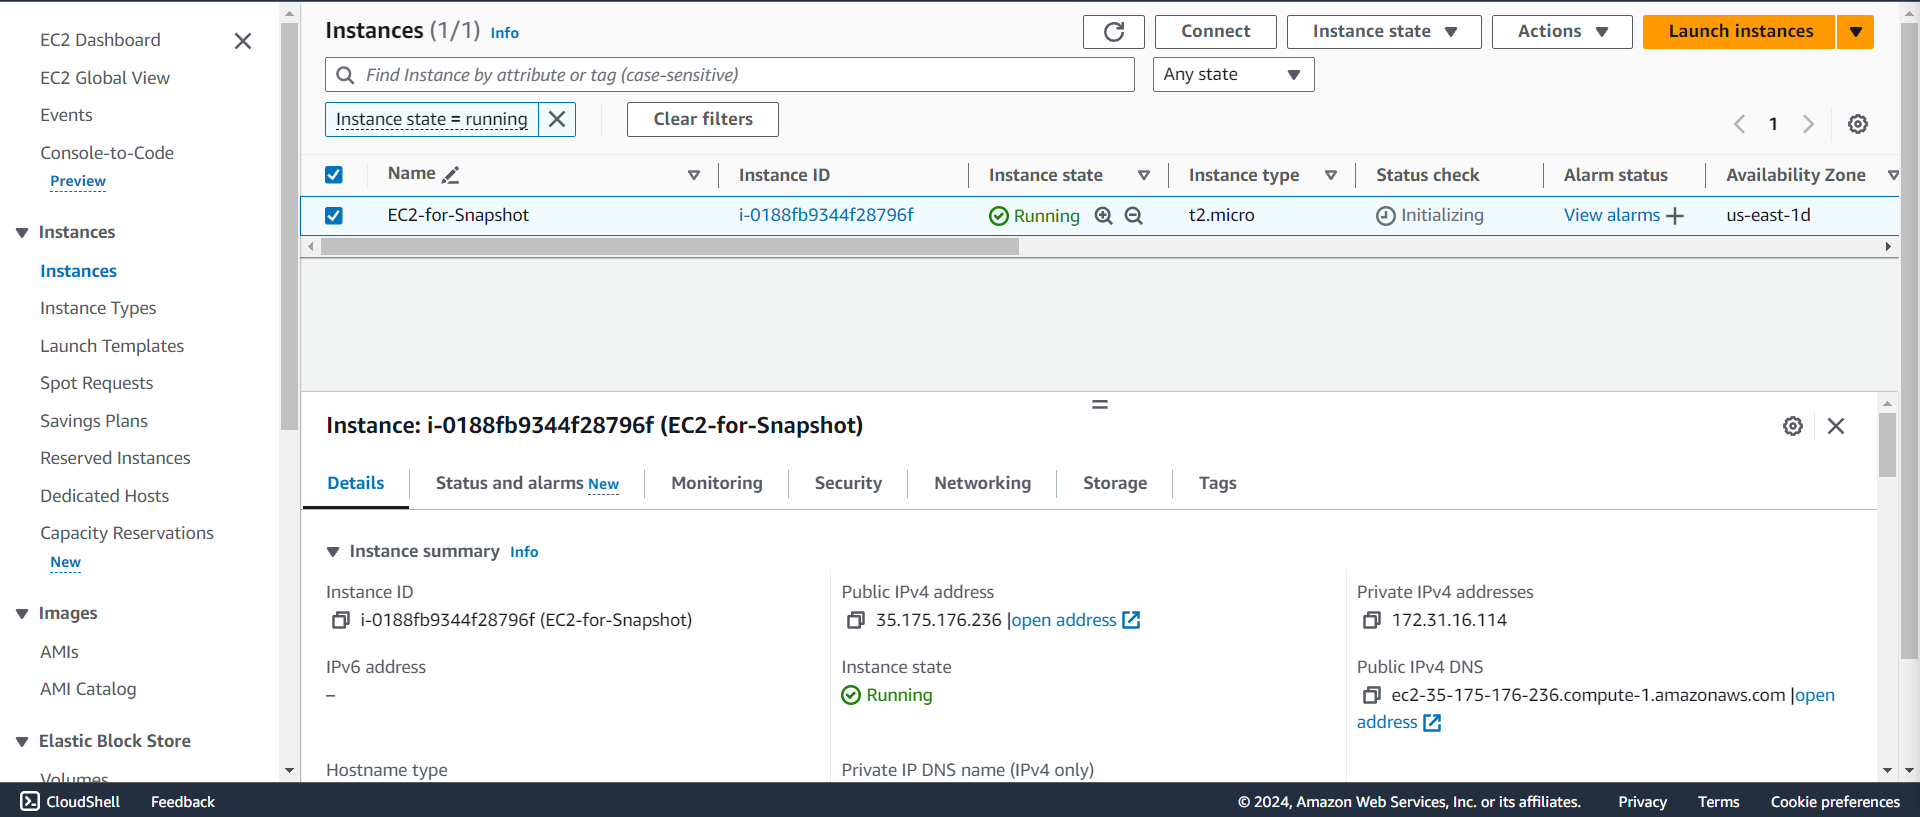 EC2 Dashboard
EC2 Global View
Events
Console-to-Code
Preview
Instances
Instances
Instance Types
Launch Templates
Spot Requests
Savings Plans
Reserved Instances
Dedicated Hosts
Capacity Reservations
New
Images
AMIs
AMI Catalog
Elastic Block Store
Volumes
Instances (1/1) Info
Connect
Instance state
Actions
Launch instances
Find Instance by attribute or tag (case-sensitive)
Any state
Instance state = running
Clear filters
1
Name Instance ID Instance state Instance type Status check Alarm status Availability Zone
EC2-for-Snapshot i-0188fb9344f28796f Running t2.micro Initializing View alarms + us-east-1d
Instance: i-0188fb9344f28796f (EC2-for-Snapshot)
Details Status and alarms New Monitoring Security Networking Storage Tags
Instance summary Info
Instance ID
i-0188fb9344f28796f (EC2-for-Snapshot)
Public IPv4 address
35.175.176.236 |open address
Private IPv4 addresses
172.31.16.114
IPv6 address
–
Instance state
Running
Public IPv4 DNS
ec2-35-175-176-236.compute-1.amazonaws.com |open
address
Hostname type
Private IP DNS name (IPv4 only)
CloudShell Feedback © 2024, Amazon Web Services, Inc. or its affiliates. Privacy Terms Cookie preferences